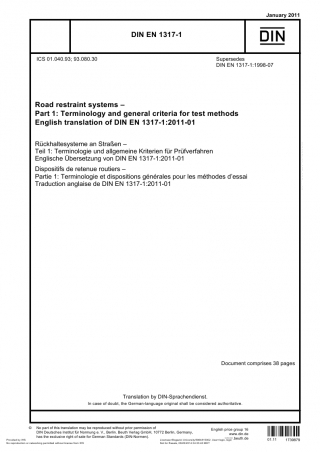 January 2011
DIN EN 1317-1
DIN
ICS 01.040.93; 93.080.30
Supersedes
DIN EN 1317-1:1998-07
Road restraint systems –
Part 1: Terminology and general criteria for test methods
English translation of DIN EN 1317-1:2011-01
Rückhaltesysteme an Straßen –
Teil 1: Terminologie und allgemeine Kriterien für Prüfverfahren
Englische Übersetzung von DIN EN 1317-1:2011-01
Dispositifs de retenue routiers –
Partie 1: Terminologie et dispositions générales pour les méthodes d'essai
Traduction anglaise de DIN EN 1317-1:2011-01
Document comprises 38 pages
Translation by DIN-Sprachendienst.
In case of doubt, the German-language original shall be considered authoritative.
© No part of this translation may be reproduced without prior permission of
DIN Deutsches Institut für Normung e. V., Berlin. Beuth Verlag GmbH, 10772 Berlin, Germany,
has the exclusive right of sale for German Standards (DIN-Normen).
English price group 16
www.din.de
www.beuth.de
01.11